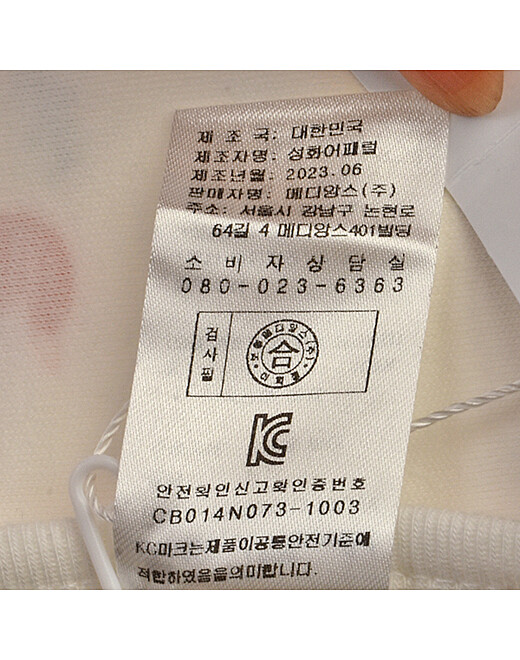 제 조 국: 대한민국
제조자명: 성화어패럴
제조년월: 2023.06
판매자명: 메디앙스(주)
주소: 서울시 강남구 논현로
64길 4 메디앙스401빌딩
소 비 자 상 담 실
080-023-6363
검사필
합
안전확인신고확인증번호
CB014N073-1003
KC마크는제품이공통안전기준에
적합하였음을의미합니다.